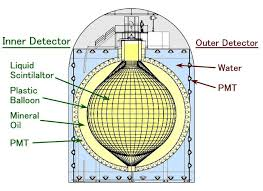 Inner Detector
Liquid
Scintilaltor
Plastic
Balloon
Mineral
Oil
PMT
Outer Detector
Water
PMT